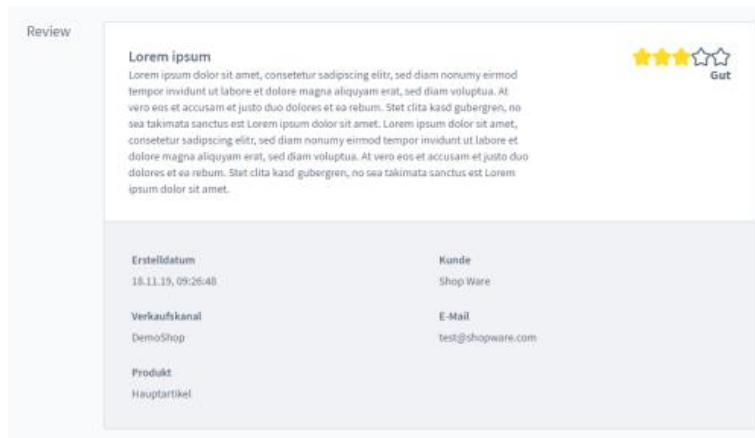 Review
Lorem ipsum
Gut
Lorem ipsum dolor sit amet, consetetur sadipscing elitr, sed diam nonumy eirmod
tempor invidunt ut labore et dolore magna aliquyam erat, sed diam voluptua. At
vero eos et accusam et justo duo dolores et ea rebum. Stet clita kasd gubergren, no
sea takimata sanctus est Lorem ipsum dolor sit amet. Lorem ipsum dolor sit amet,
consetetur sadipscing elitr, sed diam nonumy eirmod tempor invidunt ut labore et
dolore magna aliquyam erat, sed diam voluptua. At vero eos et accusam et justo duo
dolores et ea rebum. Stet clita kasd gubergren, no sea takimata sanctus est Lorem
ipsum dolor sit amet.
Erstelldatum
18.11.19, 09:26:48
Kunde
Shop Ware
Verkaufskanal
DemoShop
E-Mail
test@shopware.com
Produkt
Hauptartikel